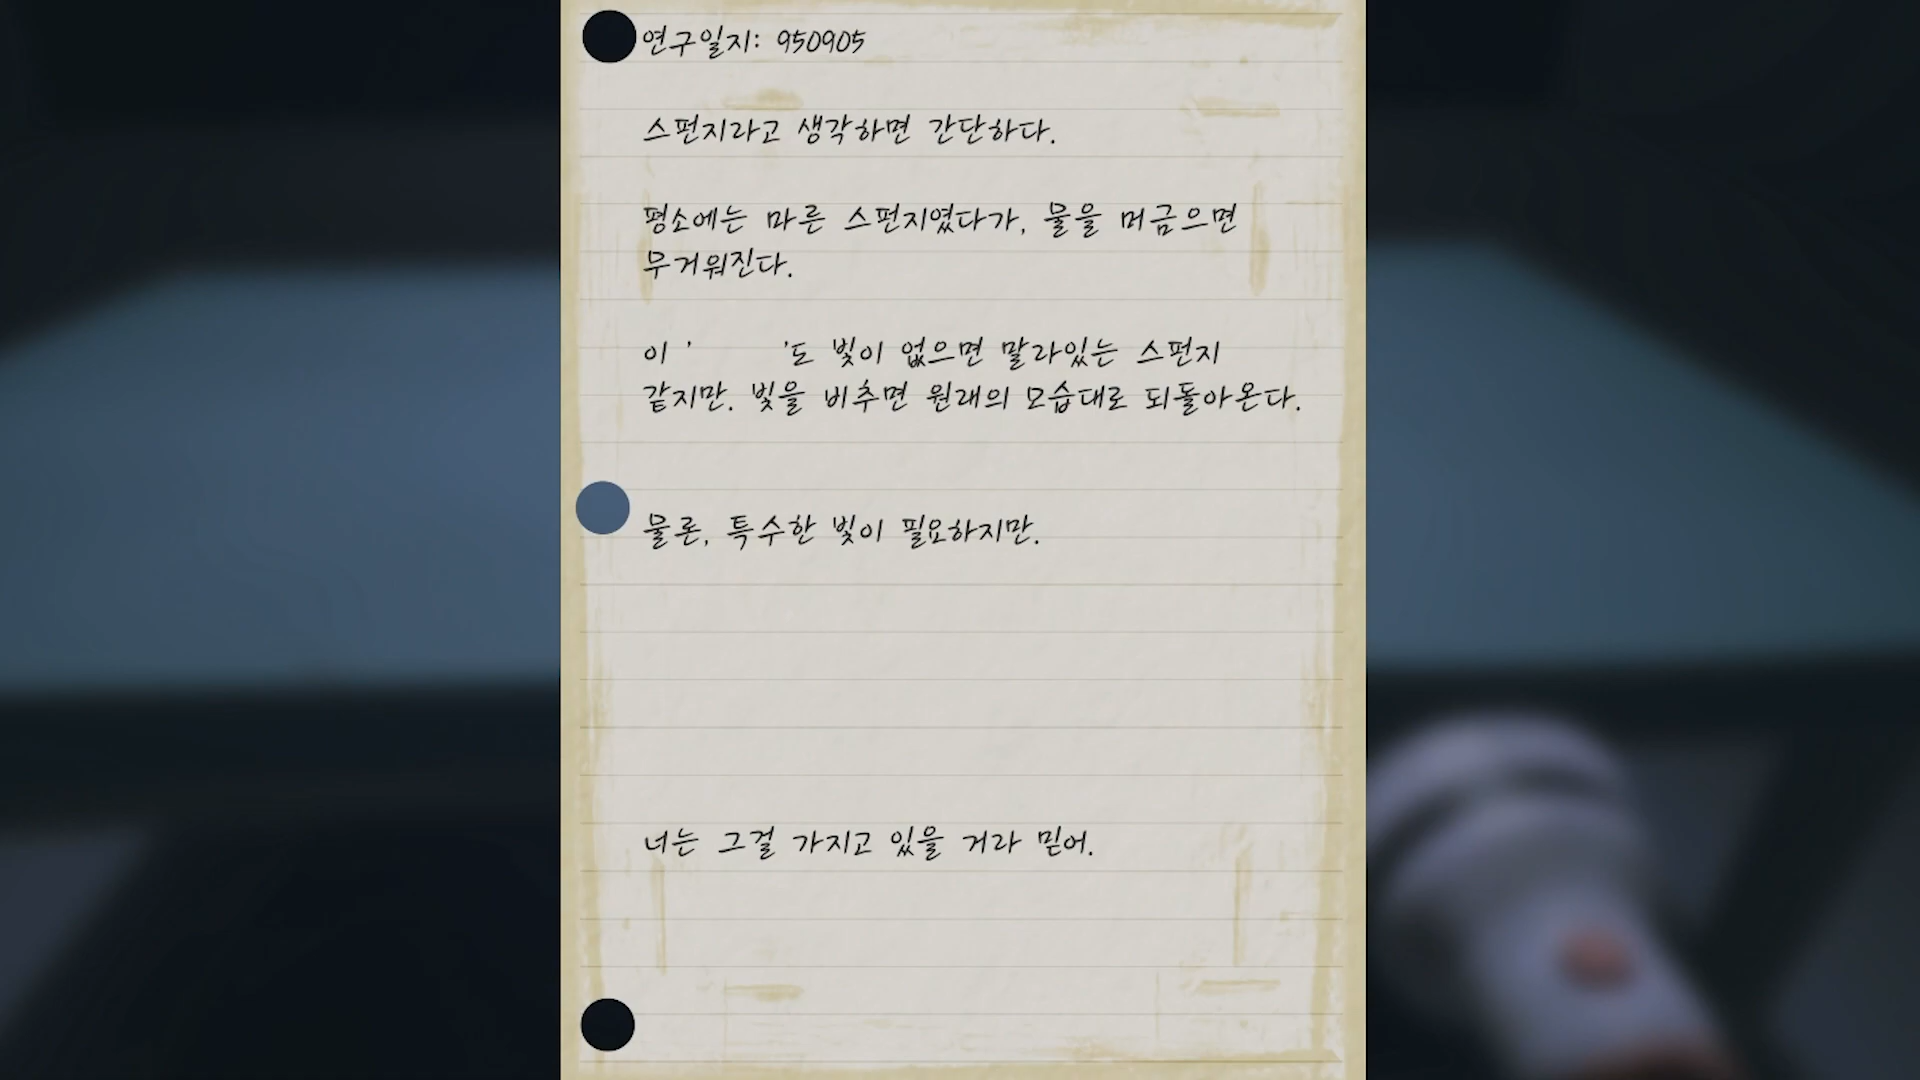 연구일지: 950905
스펀지라고 생각하면 간단하다.
평소에는 마른 스펀지였다가, 물을 머금으면
무거워진다.
이 '       '도 빛이 없으면 말라있는 스펀지
같지만. 빛을 비추면 원래의 모습대로 되돌아온다.
물론, 특수한 빛이 필요하지만.
너는 그걸 가지고 있을 거라 믿어.